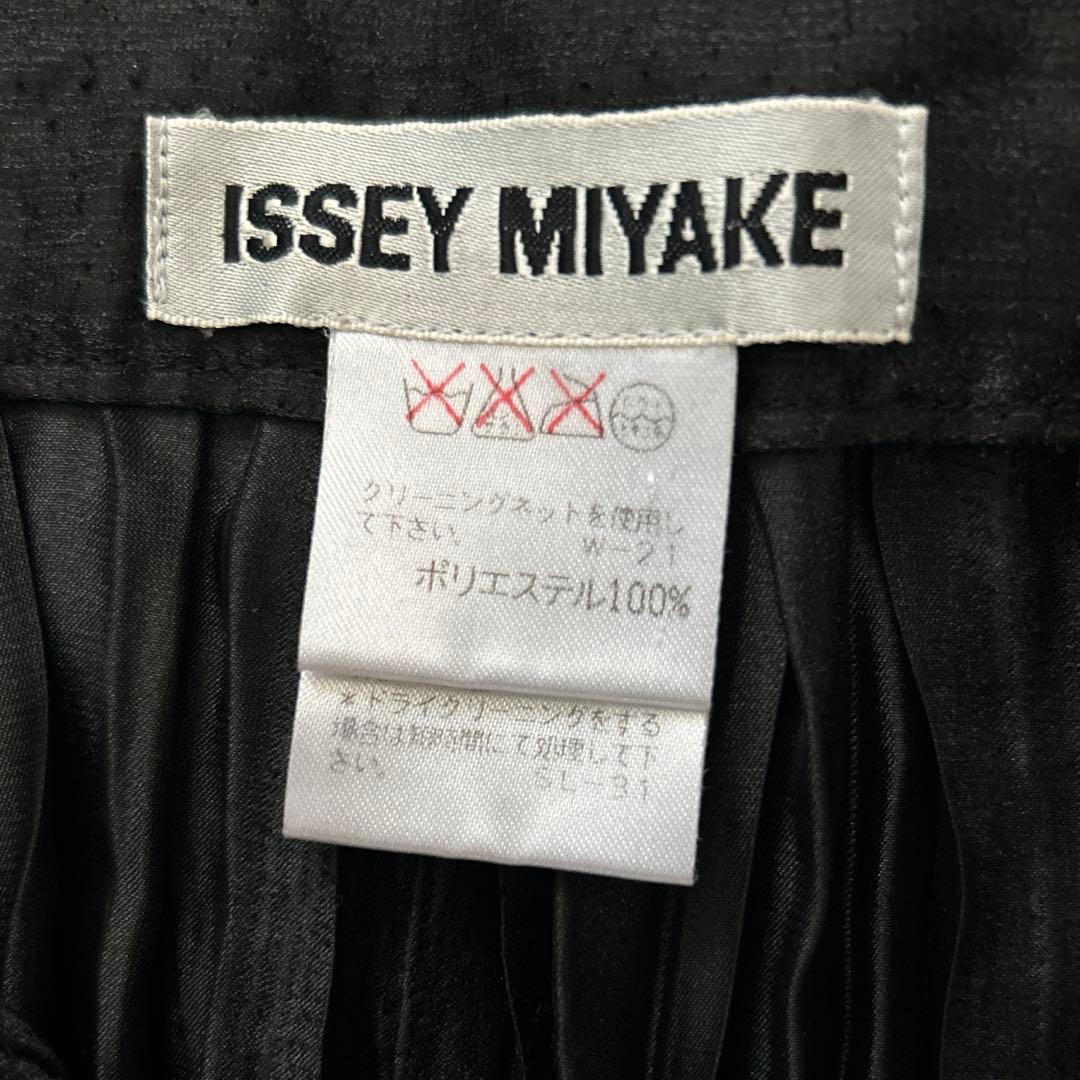 ISSEY MIYAKE
クリーニングネットを使用し
て下さい。
W-21
ポリエステル100%
※ドライクリーニングをする
場合は短時間にて処理して下
さい。
SL-31